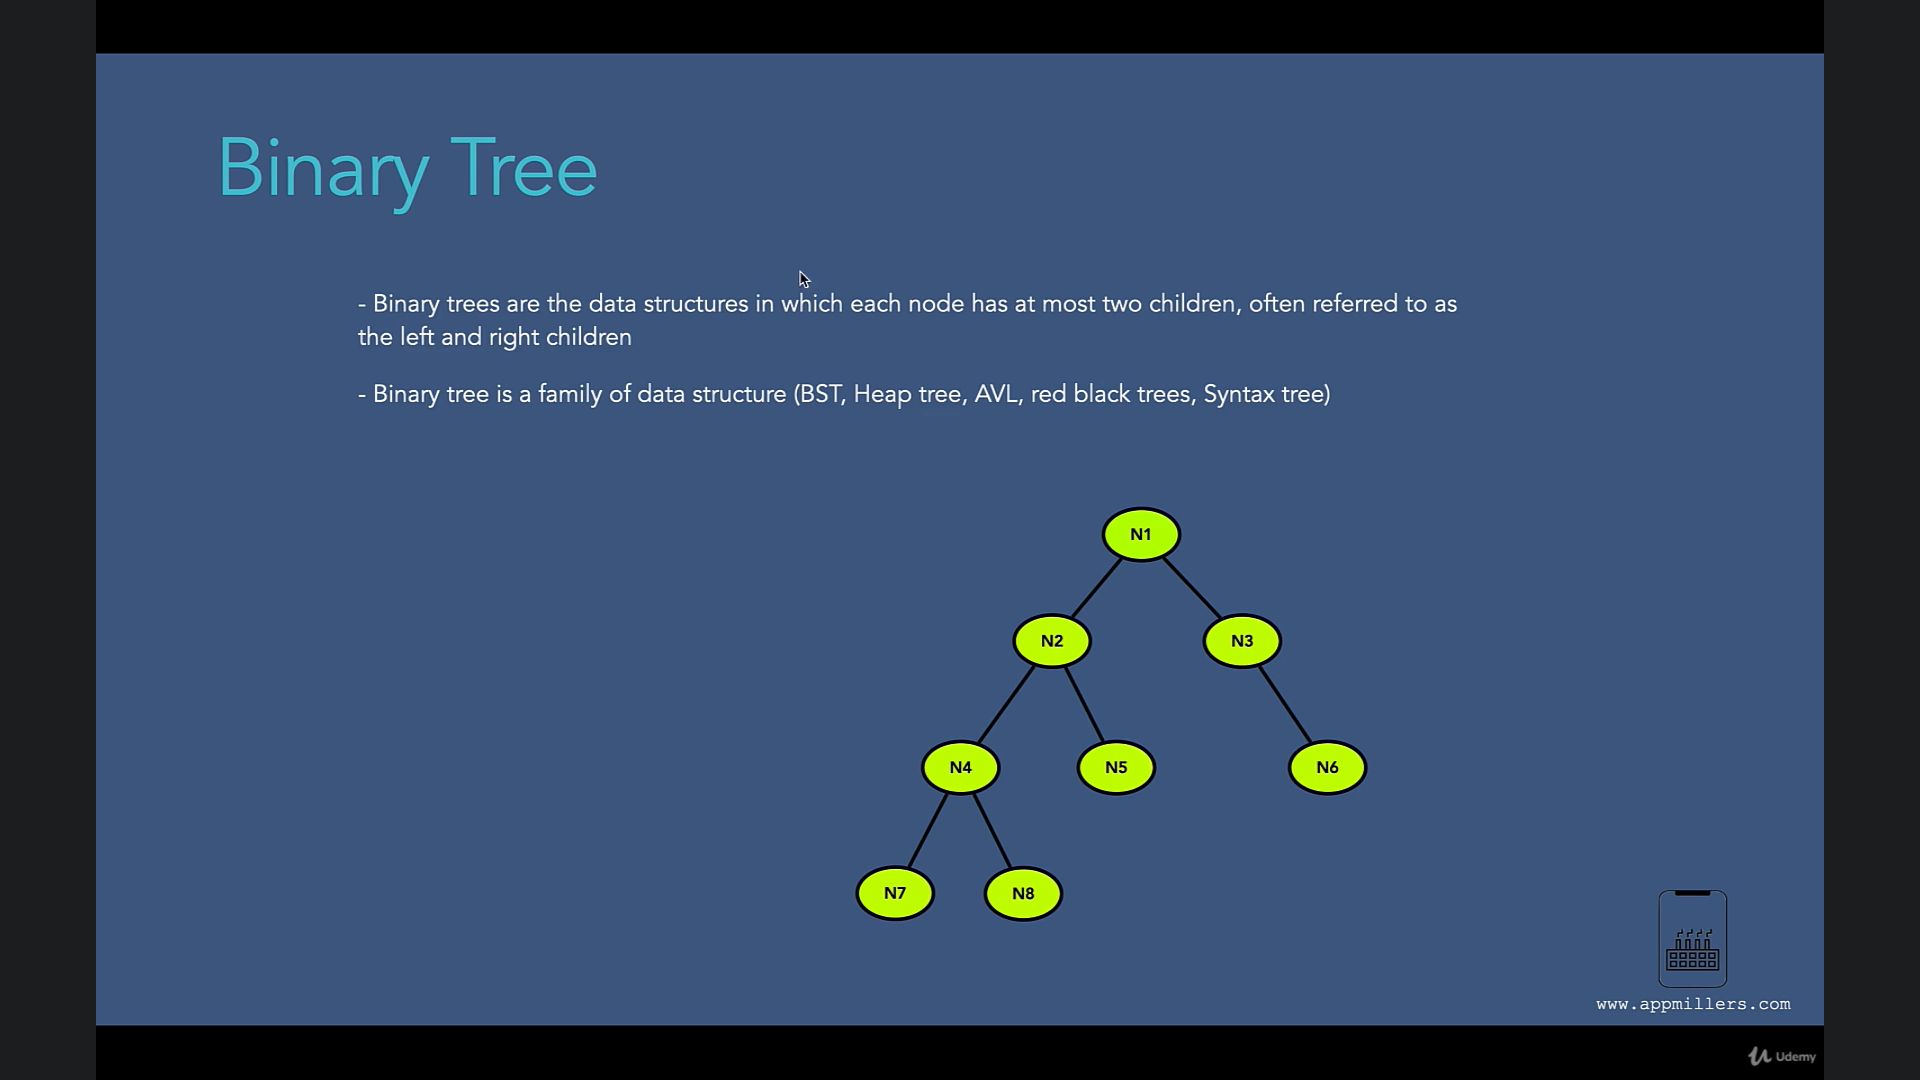 Binary Tree
- Binary trees are the data structures in which each node has at most two children, often referred to as
the left and right children
- Binary tree is a family of data structure (BST, Heap tree, AVL, red black trees, Syntax tree)
N1
N2
N3
N4
N5
N6
N7
N8
www.appmillers.com
Udemy